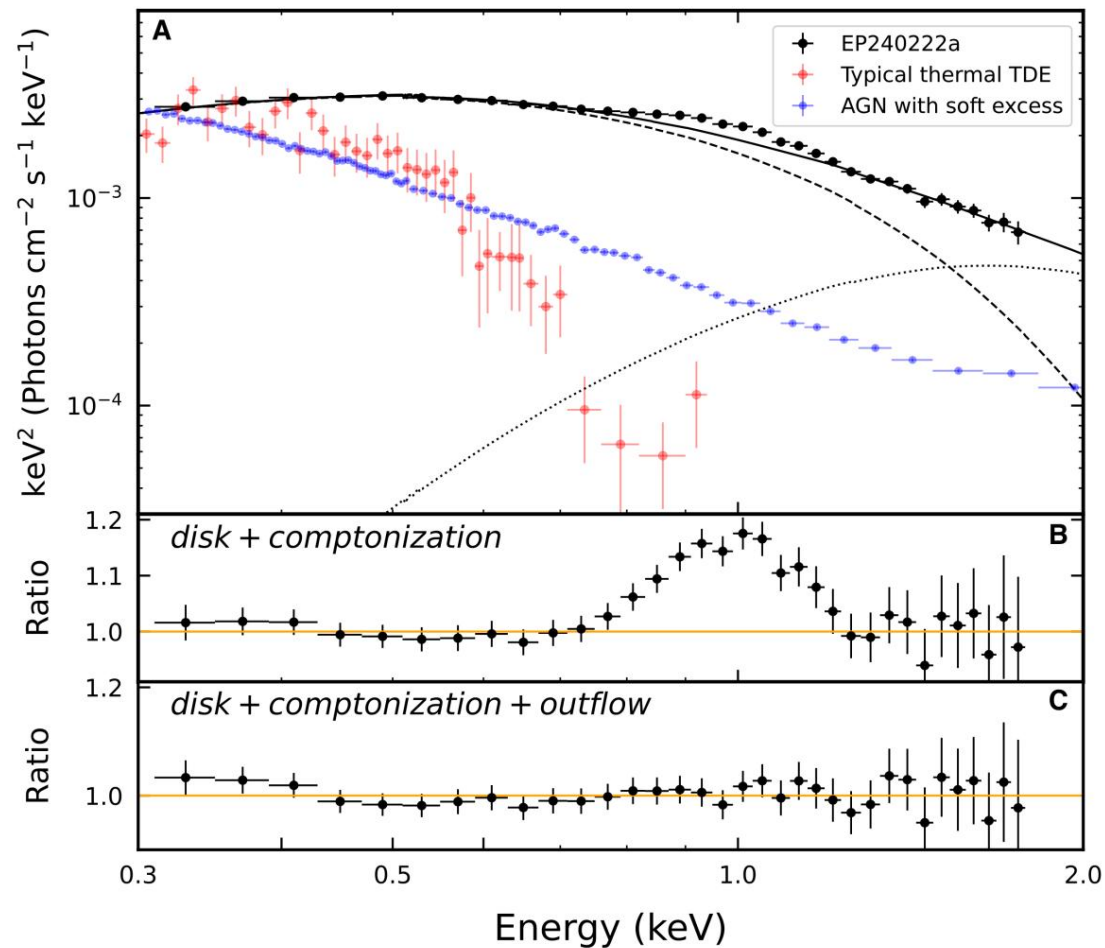 A
keV² (Photons cm⁻² s⁻¹ keV⁻¹)
EP240222a
Typical thermal TDE
AGN with soft excess
10⁻³
10⁻⁴
B
disk + comptonization
Ratio
1.2
1.1
1.0
C
disk + comptonization + outflow
Ratio
1.2
1.0
0.3 0.5 1.0 2.0
Energy (keV)